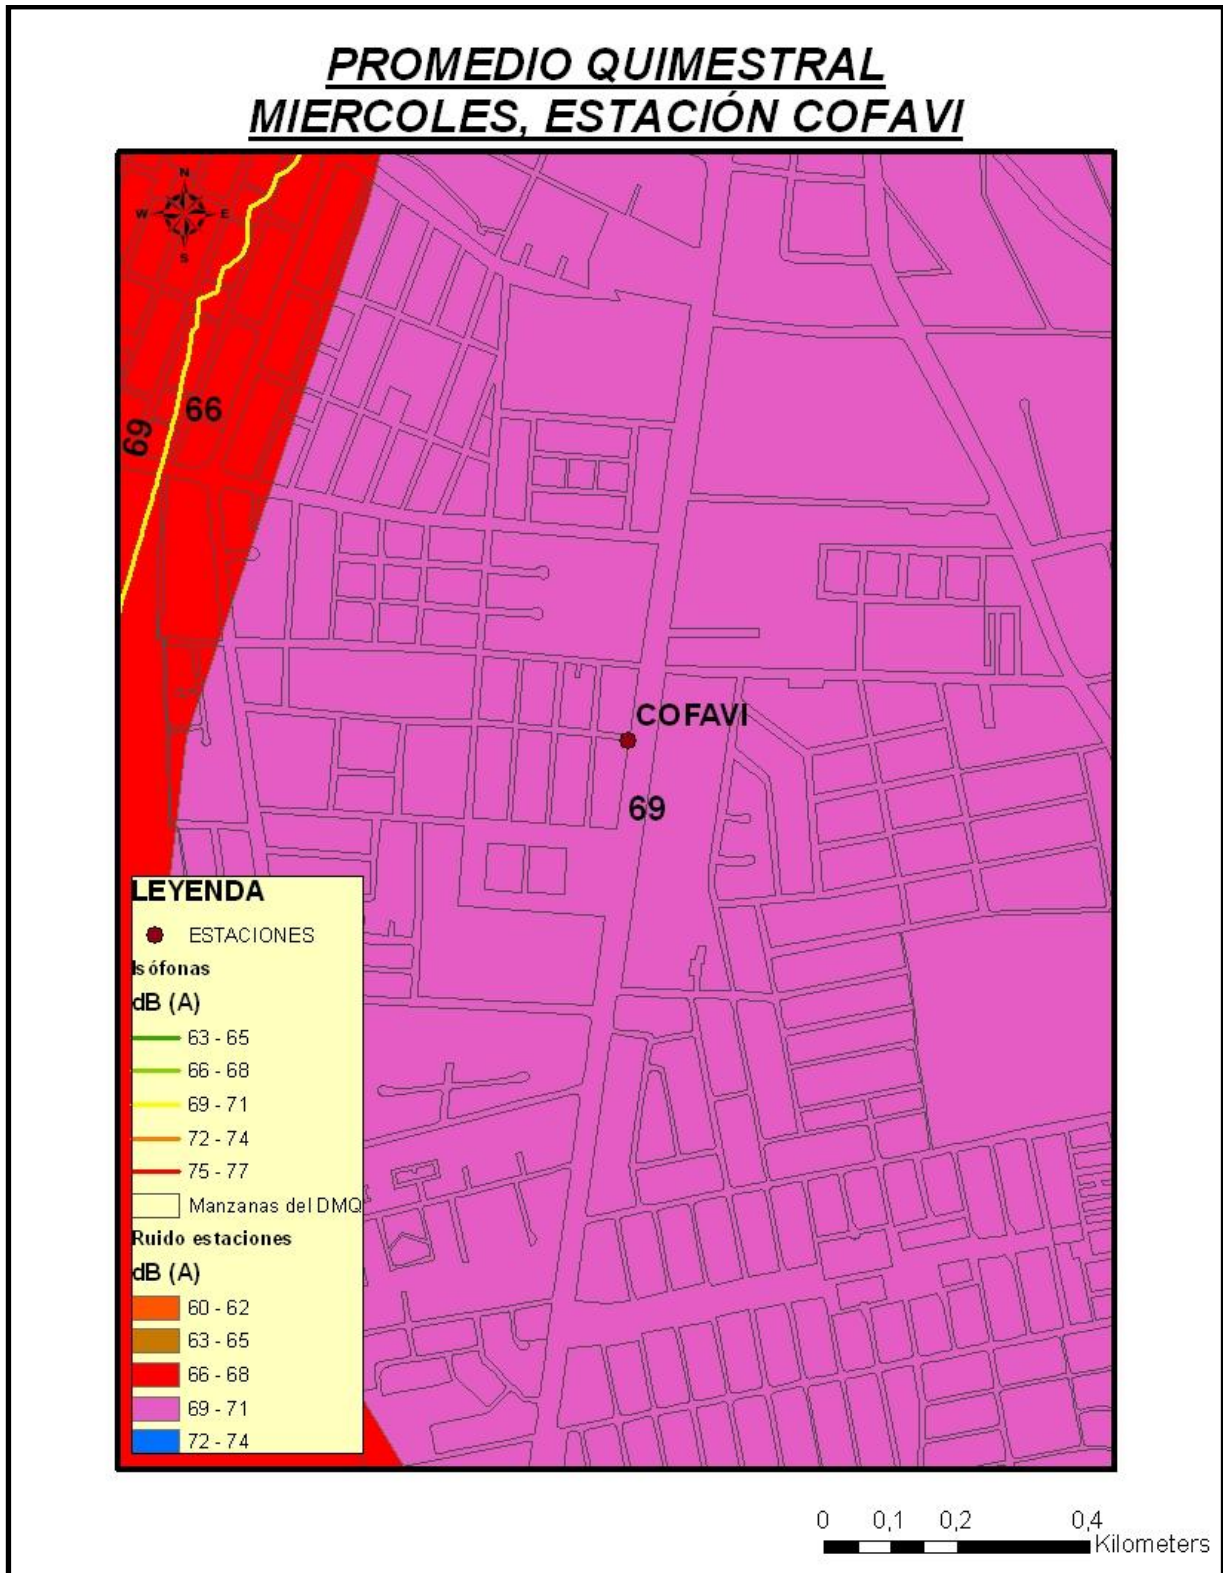 PROMEDIO QUIMESTRAL
MIERCOLES, ESTACIÓN COFAVI
N
W E
S
66
69
COFAVI
69
LEYENDA
ESTACIONES
Isófonas
dB (A)
63 - 65
66 - 68
69 - 71
72 - 74
75 - 77
Manzanas del DMQ
Ruido estaciones
dB (A)
60 - 62
63 - 65
66 - 68
69 - 71
72 - 74
0 0,1 0,2 0,4
Kilometers